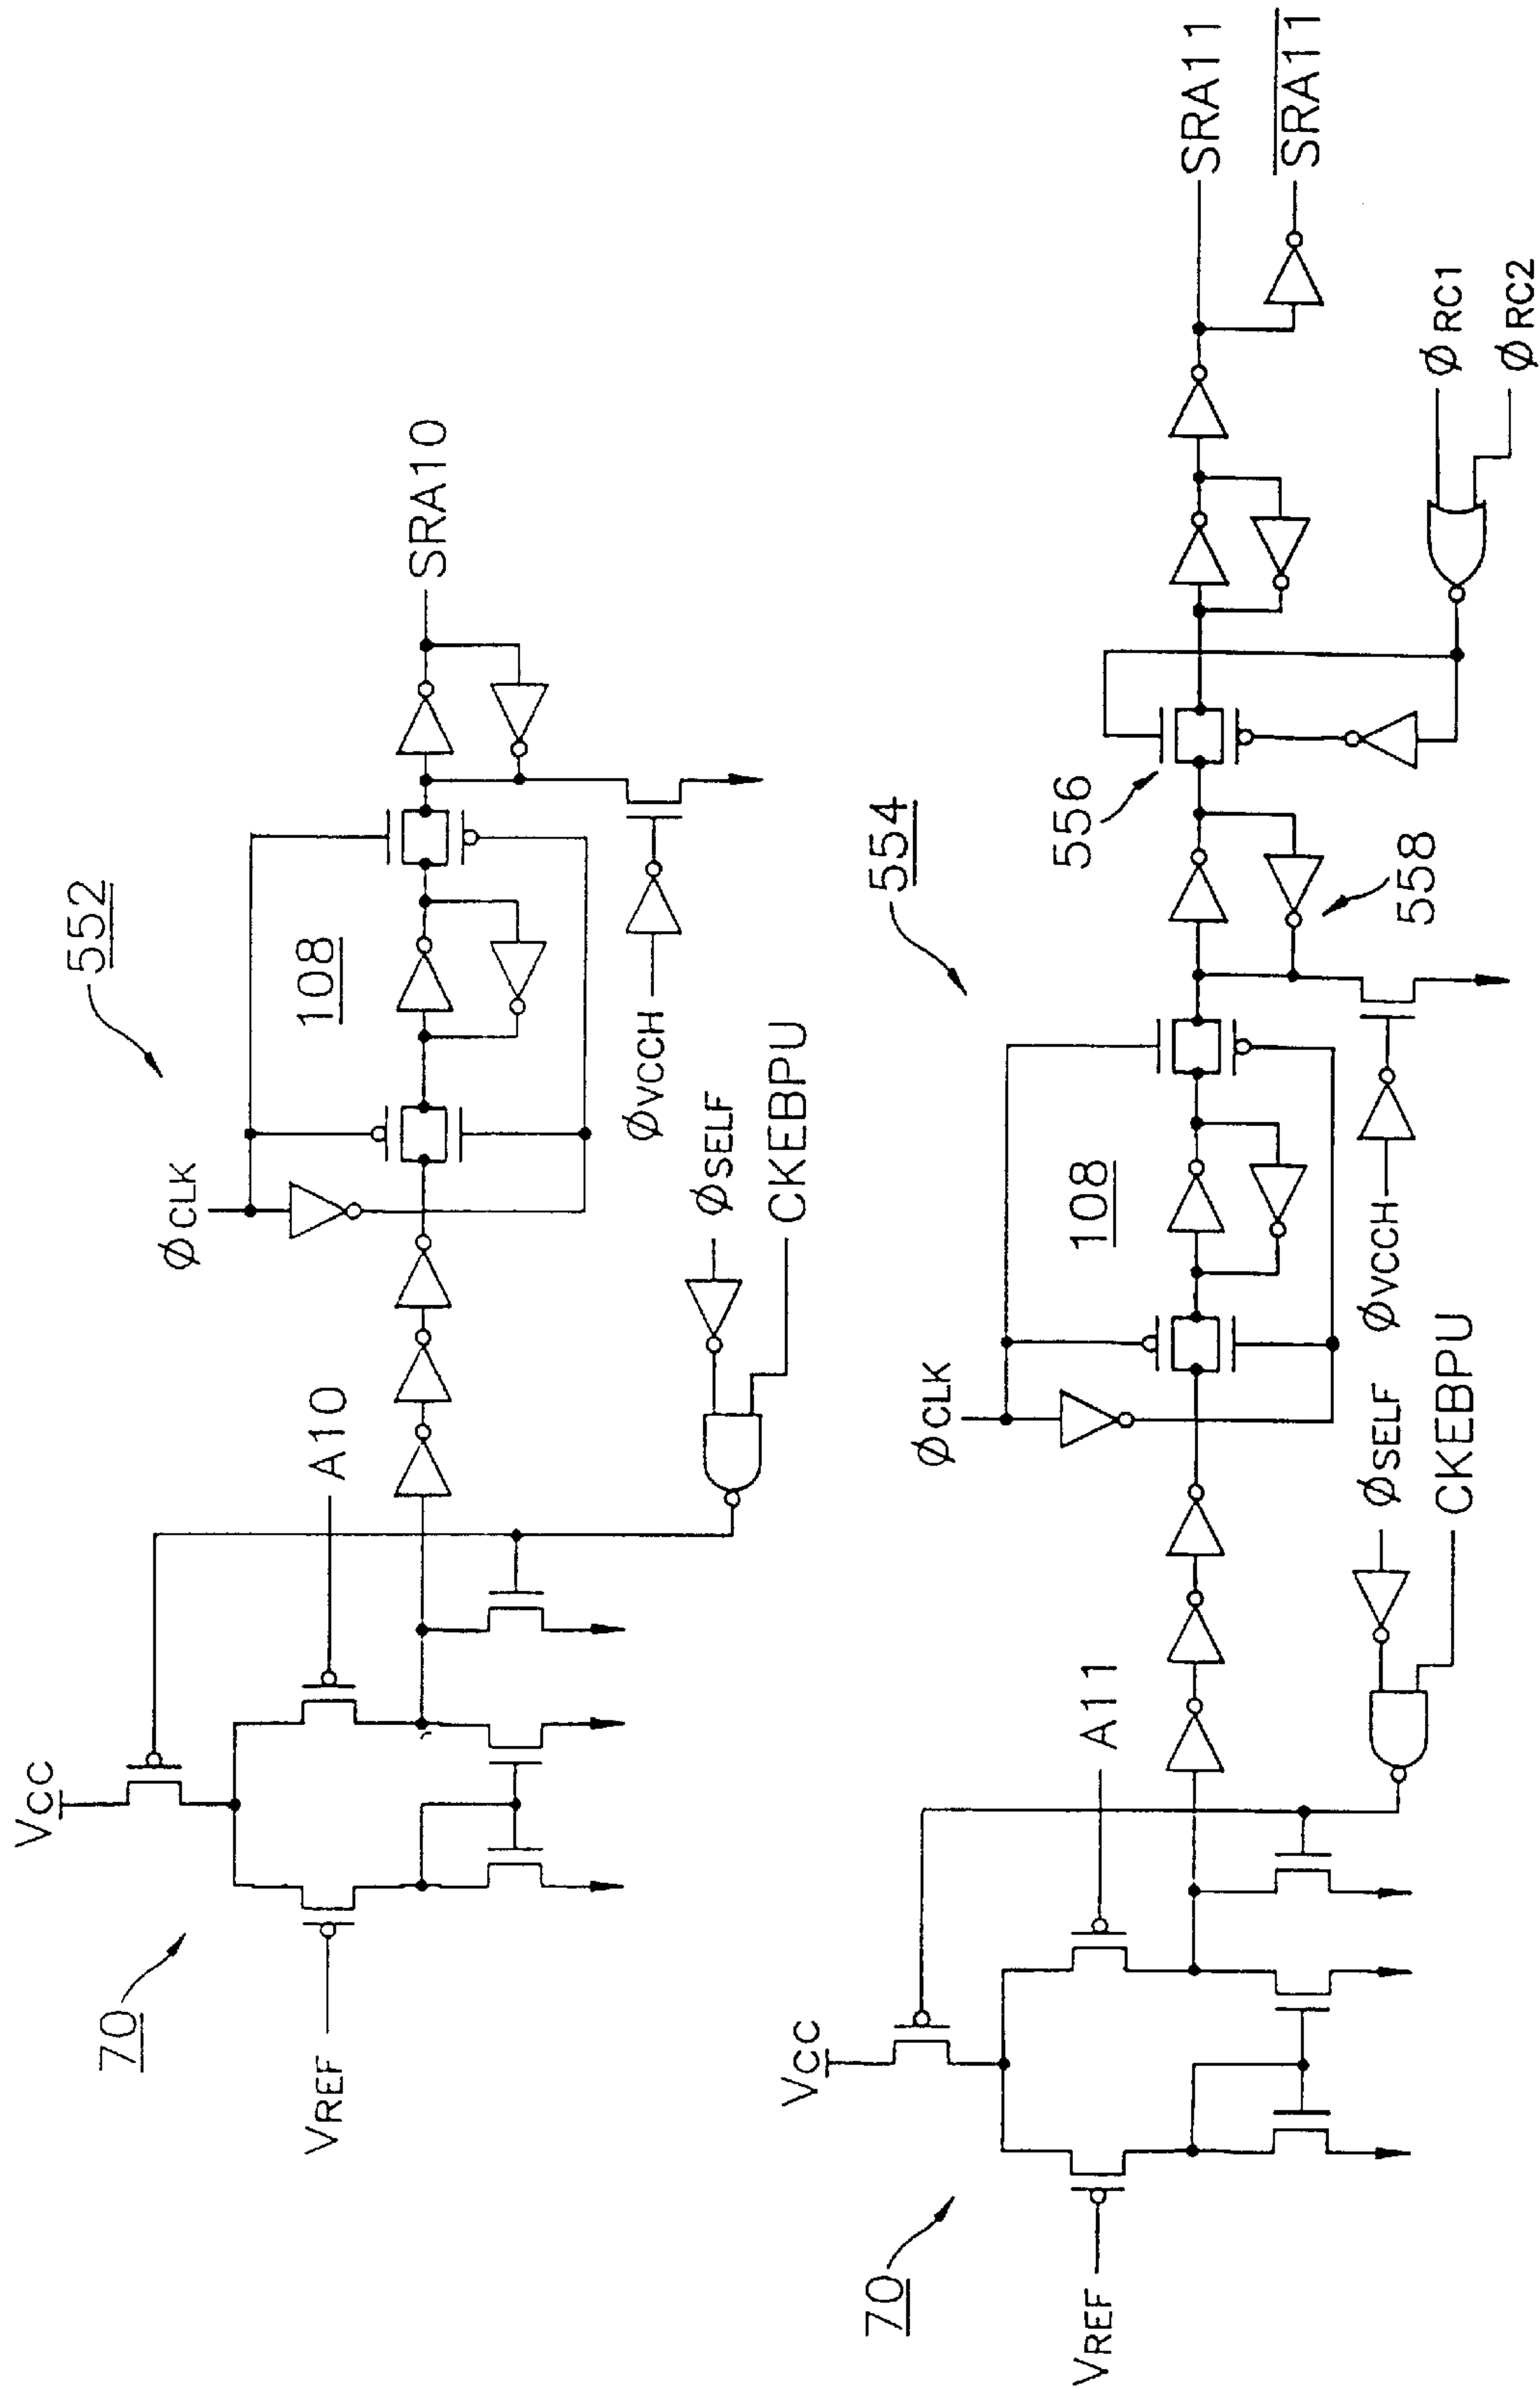 552
SRA10
108
ØCLK
ØVCCH
ØSELF
CKEBPU
A10
VCC
70
VREF
SRA11
SRA11
554
556
558
ØRC1
ØRC2
108
ØCLK
ØVCCH
ØSELF
CKEBPU
A11
VCC
70
VREF